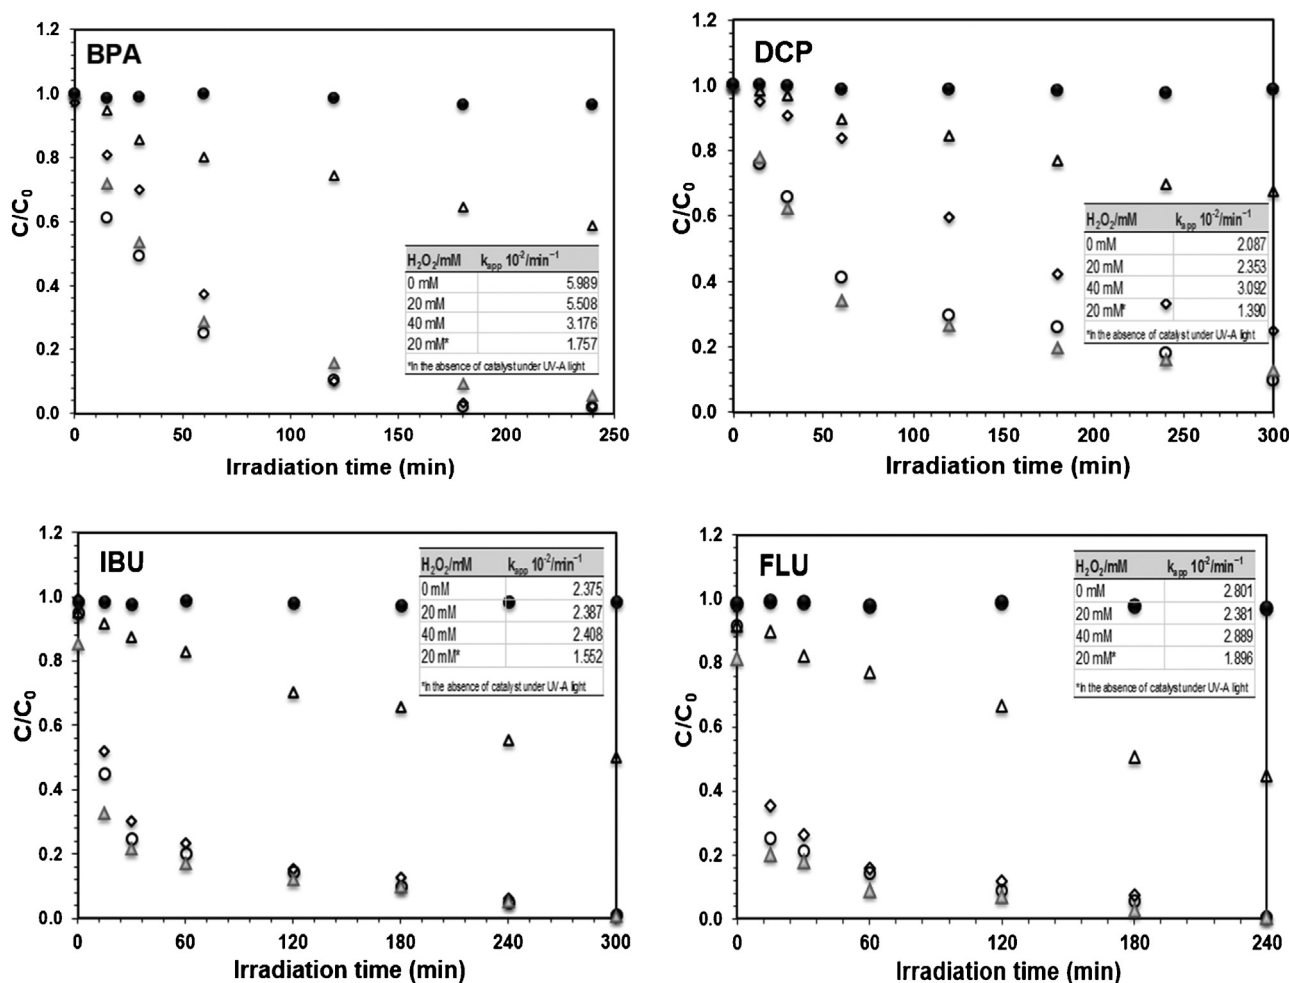 BPA
1.2
1.0
0.8
0.6
0.4
0.2
0.0
C/C₀
0 50 100 150 200 250
Irradiation time (min)
H₂O₂/mM kₐₚₚ 10⁻²/min⁻¹
0 mM 5.989
20 mM 5.508
40 mM 3.176
20 mM* 1.757
*In the absence of catalyst under UV-A light
DCP
1.2
1.0
0.8
0.6
0.4
0.2
0.0
C/C₀
0 50 100 150 200 250 300
Irradiation time (min)
H₂O₂/mM kₐₚₚ 10⁻²/min⁻¹
0 mM 2.087
20 mM 2.353
40 mM 3.092
20 mM* 1.390
*In the absence of catalyst under UV-A light
IBU
1.2
1.0
0.8
0.6
0.4
0.2
0.0
C/C₀
0 60 120 180 240 300
Irradiation time (min)
H₂O₂/mM kₐₚₚ 10⁻²/min⁻¹
0 mM 2.375
20 mM 2.387
40 mM 2.408
20 mM* 1.552
*In the absence of catalyst under UV-A light
FLU
1.2
1.0
0.8
0.6
0.4
0.2
0.0
C/C₀
0 60 120 180 240
Irradiation time (min)
H₂O₂/mM kₐₚₚ 10⁻²/min⁻¹
0 mM 2.801
20 mM 2.381
40 mM 2.889
20 mM* 1.896
*In the absence of catalyst under UV-A light